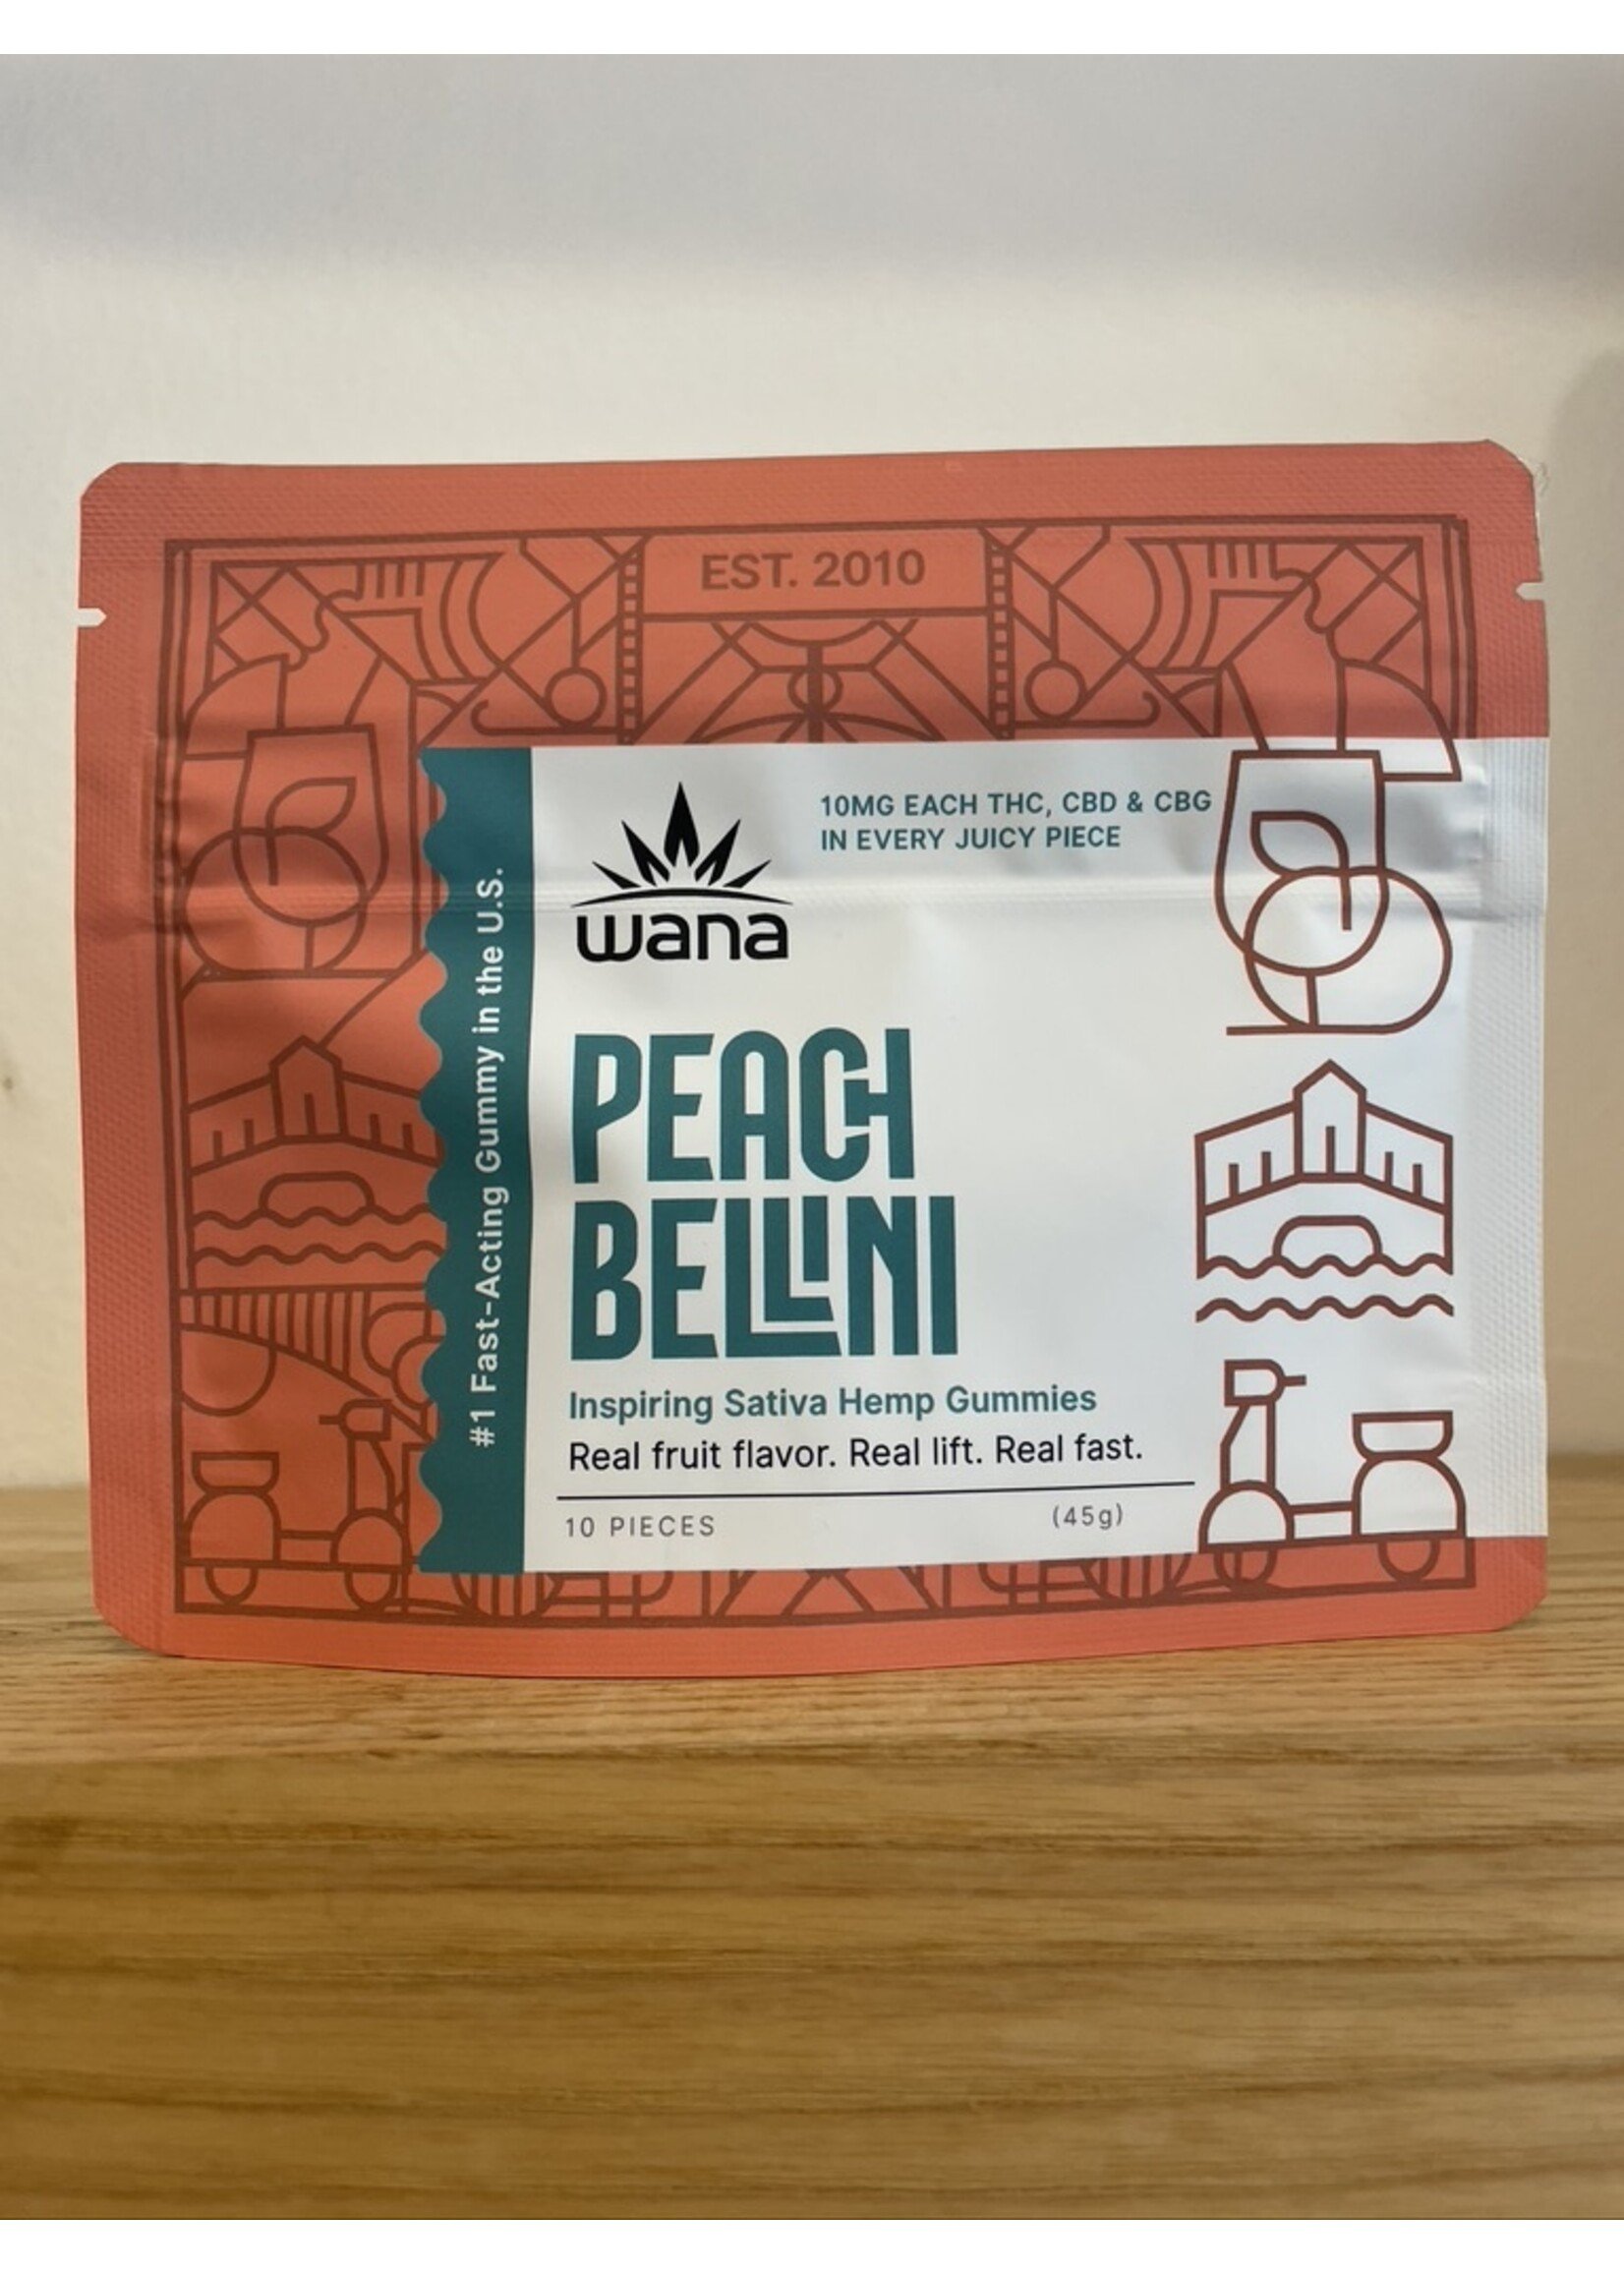 EST. 2010
#1 Fast-Acting Gummy in the U.S.
wana
10MG EACH THC, CBD & CBG
IN EVERY JUICY PIECE
PEACH
BELLINI
Inspiring Sativa Hemp Gummies
Real fruit flavor. Real lift. Real fast.
10 PIECES (45g)